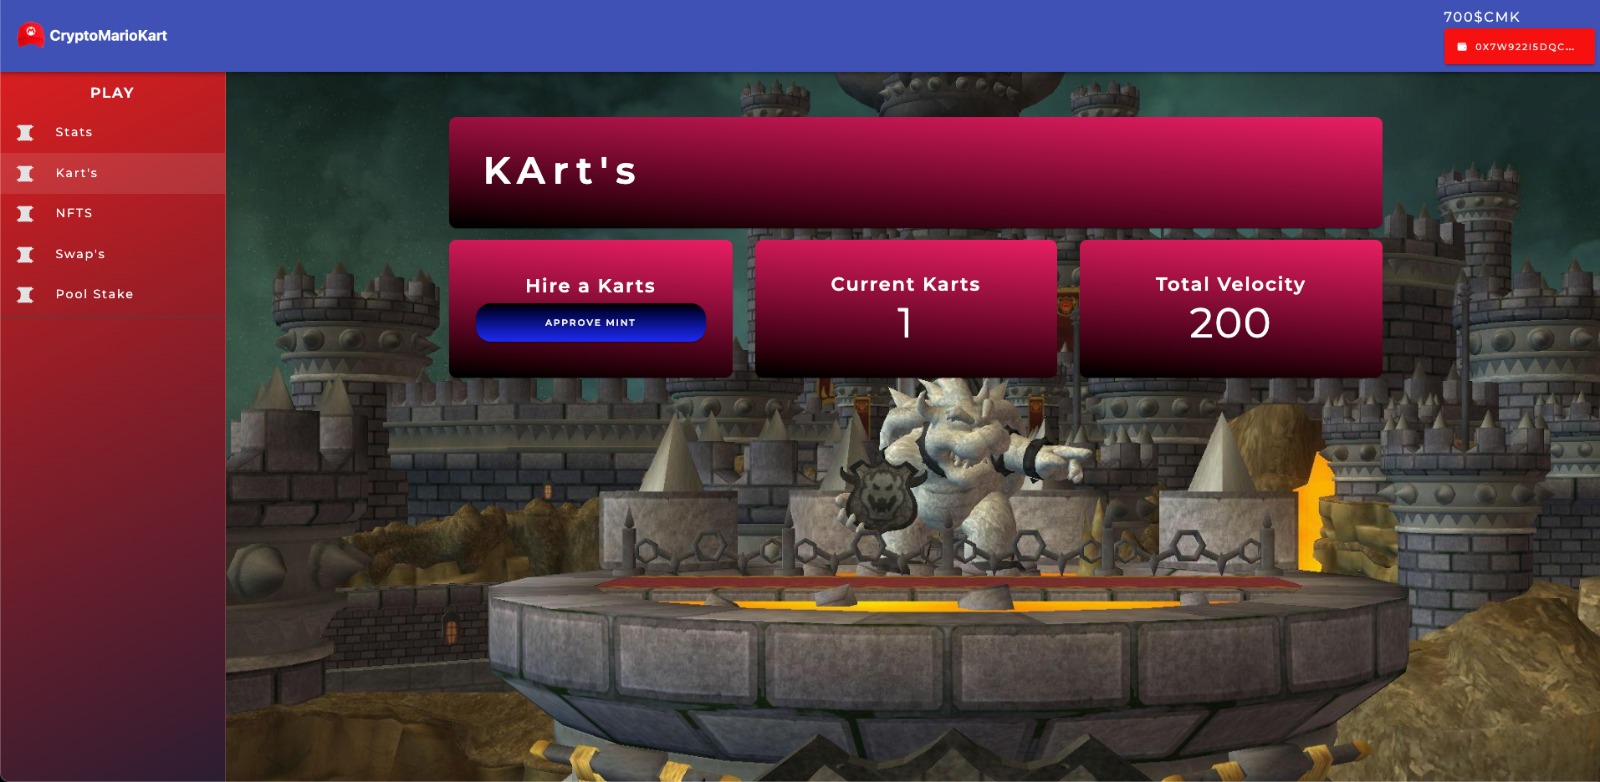 CryptoMarioKart
700$CMK
0X7W922I5DQC...
PLAY
Stats
Kart's
NFTS
Swap's
Pool Stake
KArt's
Hire a Karts
APPROVE MINT
Current Karts
1
Total Velocity
200